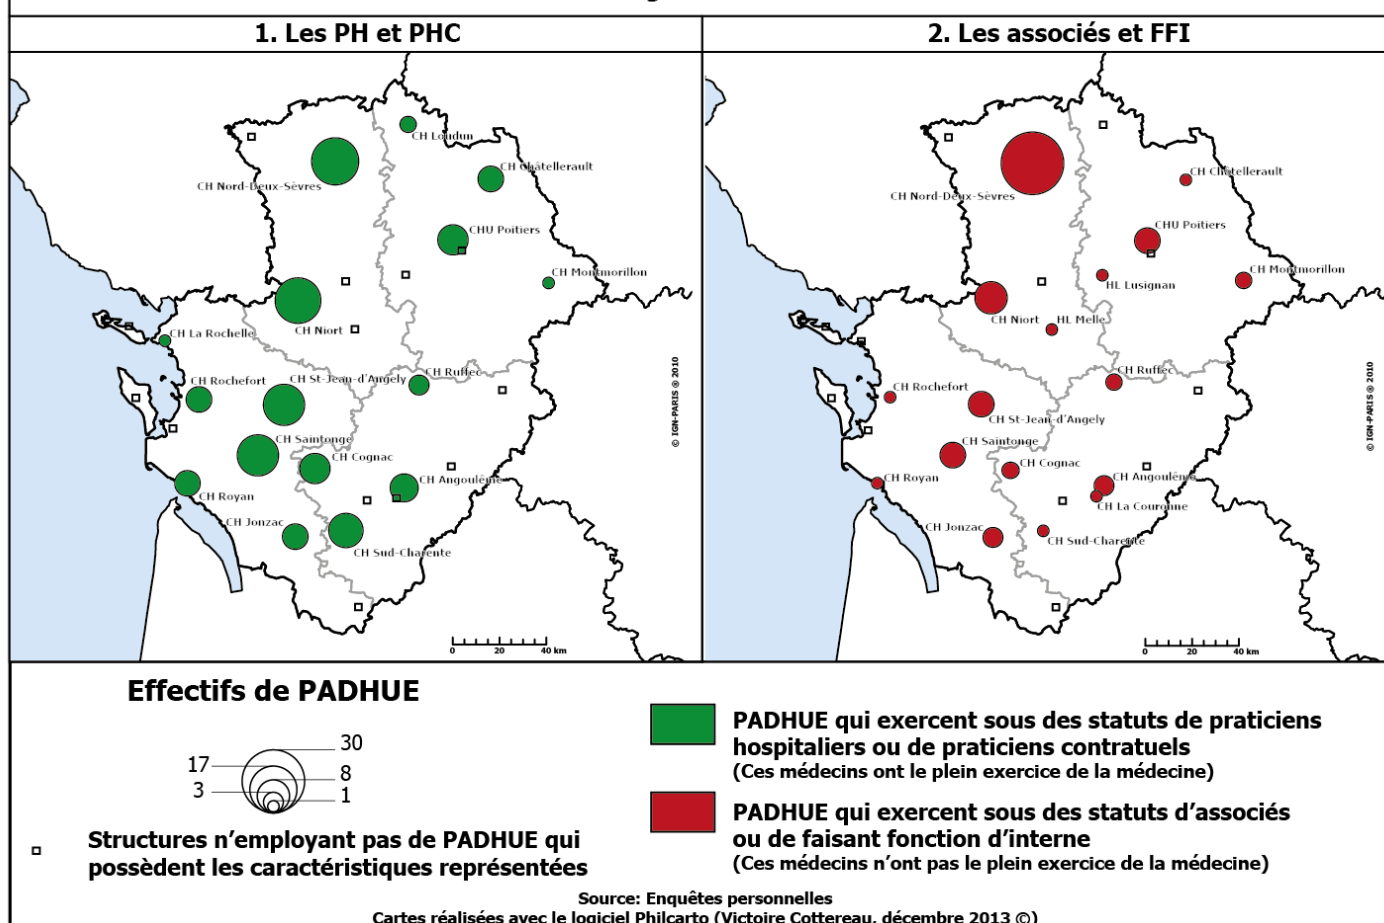 1. Les PH et PHC
2. Les associés et FFI
CH Loudun
CH Châtellerault
CH Nord-Deux-Sèvres
CHU Poitiers
CH Montmorillon
CH Niort
CH La Rochelle
CH Ruffec
CH Rochefort
CH St-Jean-d'Angely
CH Saintonge
CH Cognac
CH Angoulême
CH Royan
CH Jonzac
CH Sud-Charente
© IGN-PARIS ® 2010
0 20 40 km
CH Châtellerault
CH Nord-Deux-Sèvres
CHU Poitiers
CH Montmorillon
HL Lusignan
CH Niort
HL Melle
CH Ruffec
CH Rochefort
CH St-Jean-d'Angely
CH Saintonge
CH Cognac
CH Angoulême
CH Royan
CH La Couronne
CH Jonzac
CH Sud-Charente
© IGN-PARIS ® 2010
0 20 40 km
Effectifs de PADHUE
30
17
8
3
1
Structures n'employant pas de PADHUE qui
possèdent les caractéristiques représentées
PADHUE qui exercent sous des statuts de praticiens
hospitaliers ou de praticiens contratuels
(Ces médecins ont le plein exercice de la médecine)
PADHUE qui exercent sous des statuts d'associés
ou de faisant fonction d'interne
(Ces médecins n'ont pas le plein exercice de la médecine)
Source: Enquêtes personnelles
Cartes réalisées avec le logiciel Philcarto (Victoire Cottereau, décembre 2013 ©)